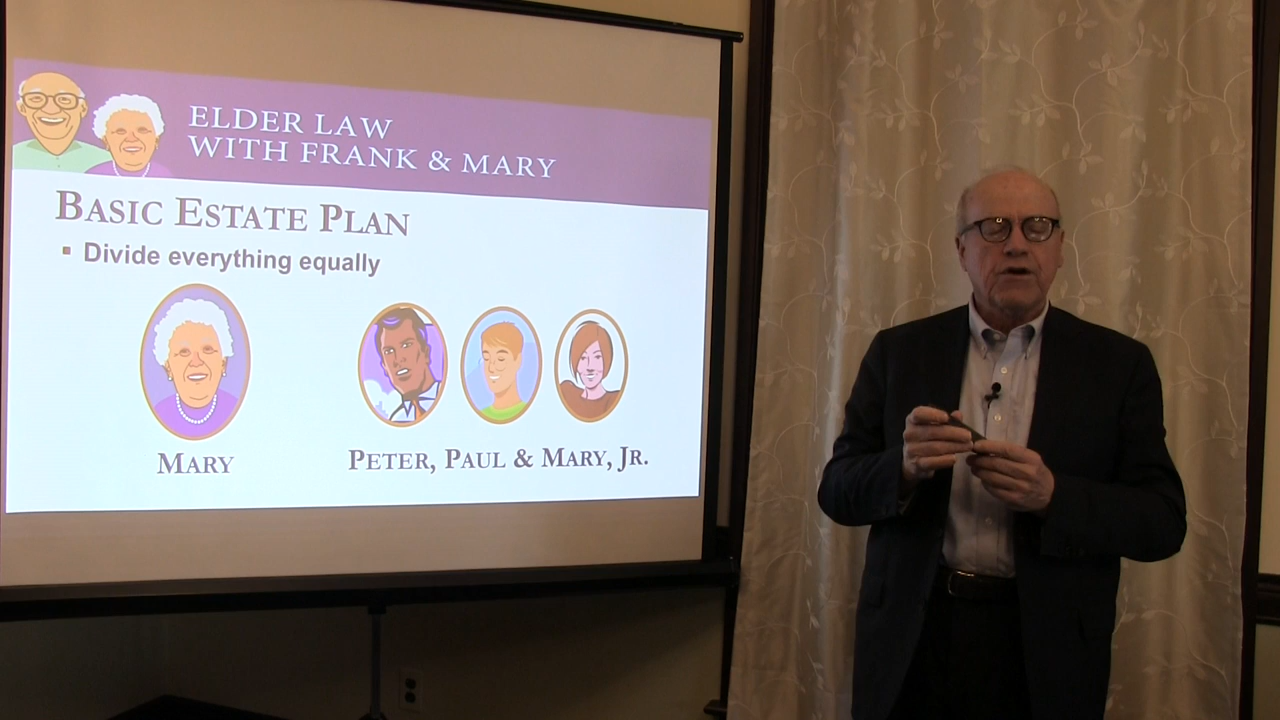 ELDER LAW
WITH FRANK & MARY
BASIC ESTATE PLAN
▪ Divide everything equally
MARY
PETER, PAUL & MARY, JR.